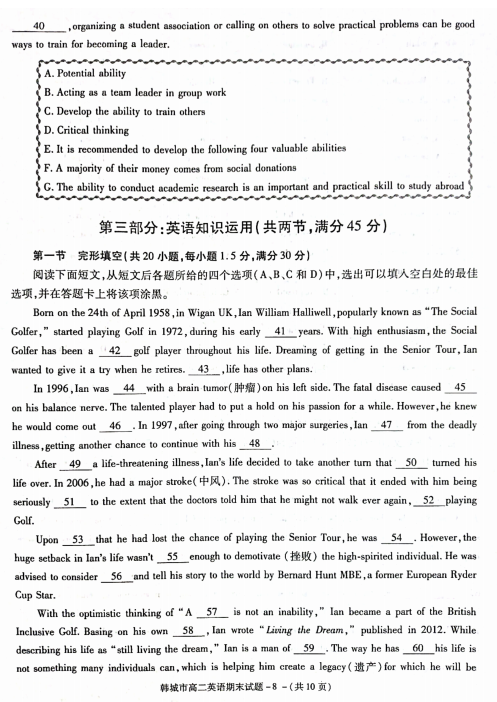 40 ,organizing a student association or calling on others to solve practical problems can be good
ways to train for becoming a leader.
A. Potential ability
B. Acting as a team leader in group work
C. Develop the ability to train others
D. Critical thinking
E. It is recommended to develop the following four valuable abilities
F. A majority of their money comes from social donations
G. The ability to conduct academic research is an important and practical skill to study abroad
第三部分:英语知识运用(共两节,满分45分)
第一节 完形填空(共20小题,每小题1.5分,满分30分)
阅读下面短文,从短文后各题所给的四个选项(A、B、C和D)中,选出可以填入空白处的最佳
选项,并在答题卡上将该项涂黑。
Born on the 24th of April 1958,in Wigan UK,Ian William Halliwell,popularly known as “The Social
Golfer,” started playing Golf in 1972,during his early 41 years. With high enthusiasm,the Social
Golfer has been a 42 golf player throughout his life. Dreaming of getting in the Senior Tour, Ian
wanted to give it a try when he retires. 43 ,life has other plans.
In 1996,Ian was 44 with a brain tumor(肿瘤)on his left side. The fatal disease caused 45
on his balance nerve. The talented player had to put a hold on his passion for a while. However,he knew
he would come out 46 . In 1997,after going through two major surgeries,Ian 47 from the deadly
illness,getting another chance to continue with his 48 .
After 49 a life-threatening illness,Ian's life decided to take another turn that 50 turned his
life over. In 2006,he had a major stroke(中风). The stroke was so critical that it ended with him being
seriously 51 to the extent that the doctors told him that he might not walk ever again, 52 playing
Golf.
Upon 53 that he had lost the chance of playing the Senior Tour,he was 54 . However,the
huge setback in Ian's life wasn't 55 enough to demotivate (挫败) the high-spirited individual. He was
advised to consider 56 and tell his story to the world by Bernard Hunt MBE,a former European Ryder
Cup Star.
With the optimistic thinking of “A 57 is not an inability,” Ian became a part of the British
Inclusive Golf. Basing on his own 58 , Ian wrote “Living the Dream,” published in 2012. While
describing his life as “still living the dream,” Ian is a man of 59 . The way he has 60 his life is
not something many individuals can,which is helping him create a legacy(遗产)for which he will be
韩城市高二英语期末试题-8-(共10页)